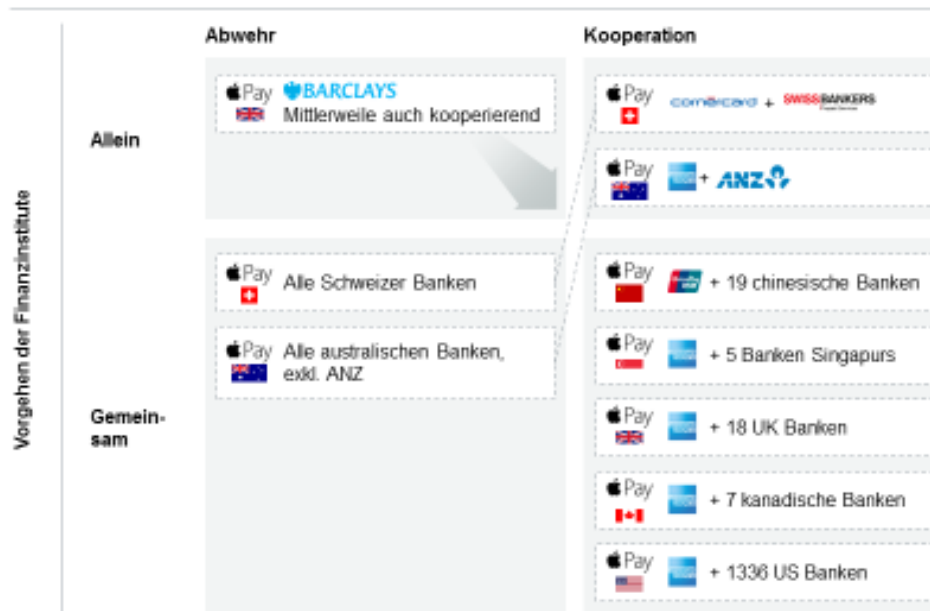 Abwehr
Kooperation
Vorgehen der Finanzinstitute
Allein
Pay BARCLAYS
Mittlerweile auch kooperierend
Pay cornèrcard + SWISSBANKERS
Pay + ANZ
Gemein-
sam
Pay Alle Schweizer Banken
Pay Alle australischen Banken,
exkl. ANZ
Pay + 19 chinesische Banken
Pay + 5 Banken Singapurs
Pay + 18 UK Banken
Pay + 7 kanadische Banken
Pay + 1336 US Banken